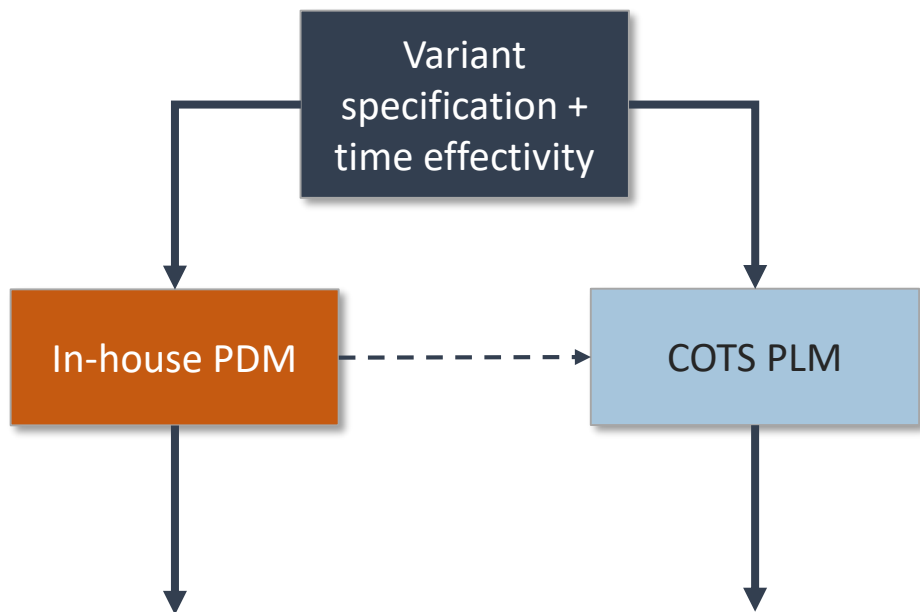 Variant
specification +
time effectivity
In-house PDM
COTS PLM